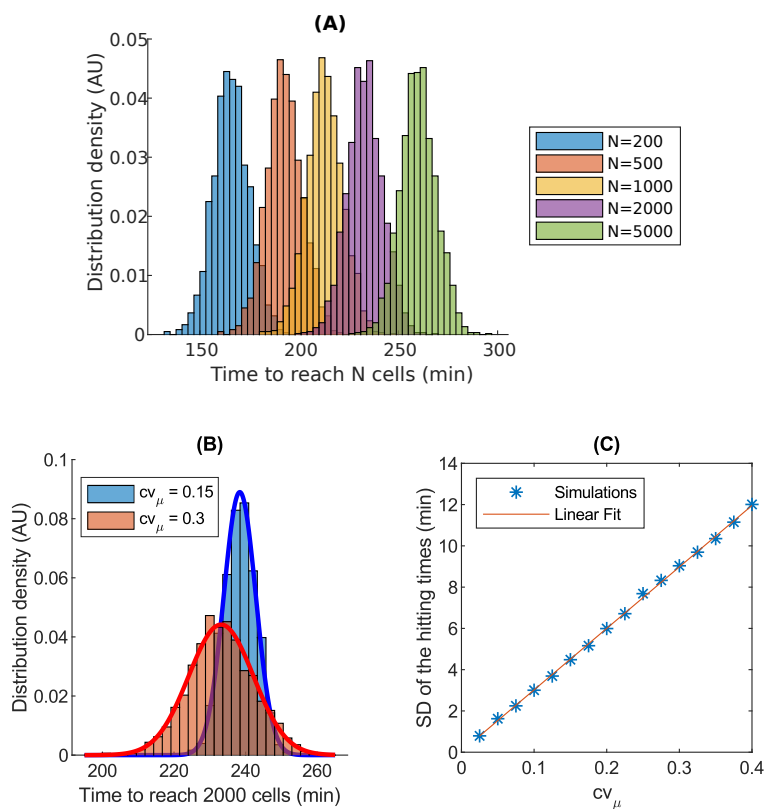 (A)
Distribution density (AU)
0.05
0.04
0.03
0.02
0.01
0
150
200
250
300
Time to reach N cells (min)
N=200
N=500
N=1000
N=2000
N=5000
(B)
Distribution density (AU)
0.1
0.08
0.06
0.04
0.02
0
200
220
240
260
Time to reach 2000 cells (min)
cv_μ = 0.15
cv_μ = 0.3
(C)
SD of the hitting times (min)
14
12
10
8
6
4
2
0
0
0.1
0.2
0.3
0.4
cv_μ
Simulations
Linear Fit